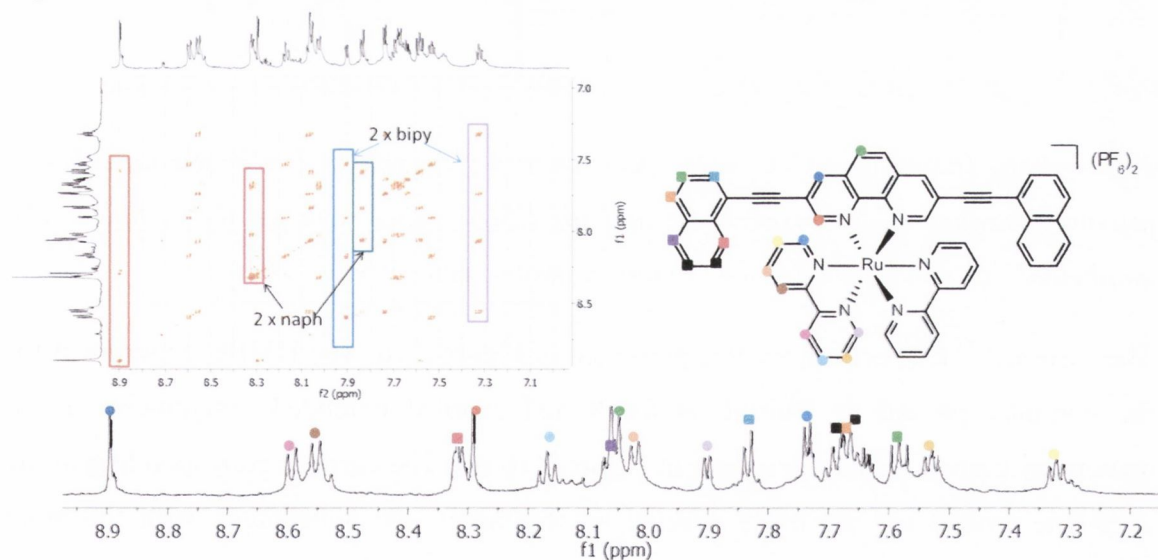 7.0
7.5
8.0
8.5
f1 (ppm)
2 x bipy
2 x naph
8.9 8.7 8.5 8.3 8.1 7.9 7.7 7.5 7.3 7.1
f2 (ppm)
(PF6)2
N N
N Ru N
N N
8.9 8.8 8.7 8.6 8.5 8.4 8.3 8.2 8.1 8.0 7.9 7.8 7.7 7.6 7.5 7.4 7.3 7.2
f1 (ppm)